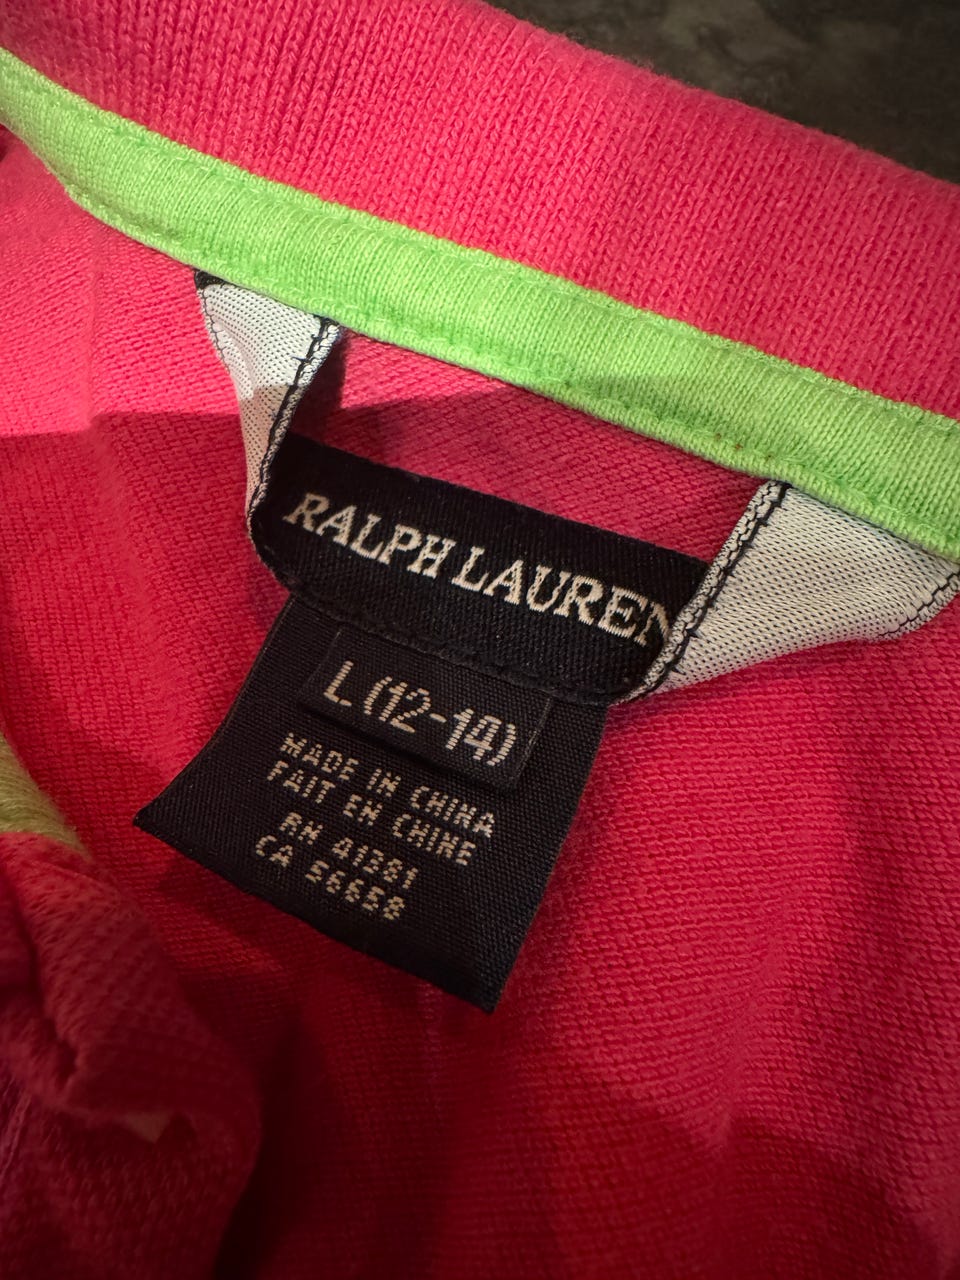 RALPH LAUREN
L (12-14)
MADE IN CHINA
FAIT EN CHINE
RN 41381
CA 56658